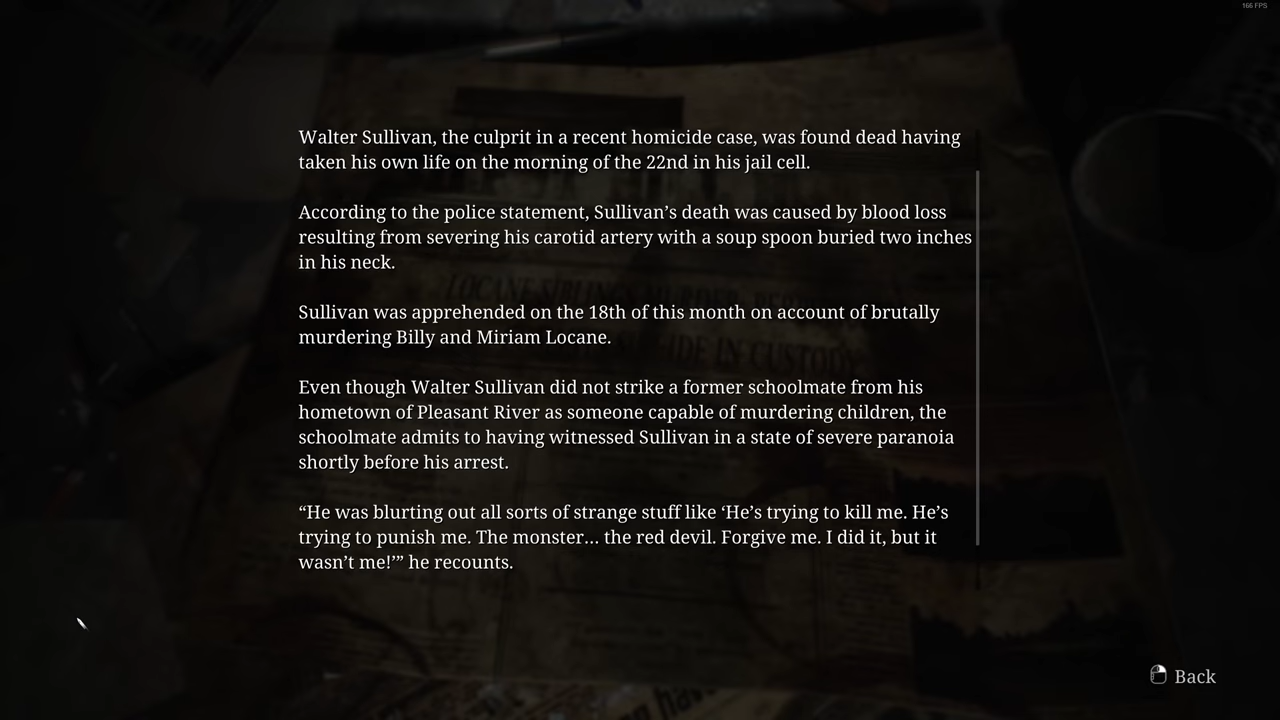 166 FPS
Walter Sullivan, the culprit in a recent homicide case, was found dead having
taken his own life on the morning of the 22nd in his jail cell.
According to the police statement, Sullivan’s death was caused by blood loss
resulting from severing his carotid artery with a soup spoon buried two inches
in his neck.
Sullivan was apprehended on the 18th of this month on account of brutally
murdering Billy and Miriam Locane.
Even though Walter Sullivan did not strike a former schoolmate from his
hometown of Pleasant River as someone capable of murdering children, the
schoolmate admits to having witnessed Sullivan in a state of severe paranoia
shortly before his arrest.
“He was blurting out all sorts of strange stuff like ‘He’s trying to kill me. He’s
trying to punish me. The monster… the red devil. Forgive me. I did it, but it
wasn’t me!’” he recounts.
Back